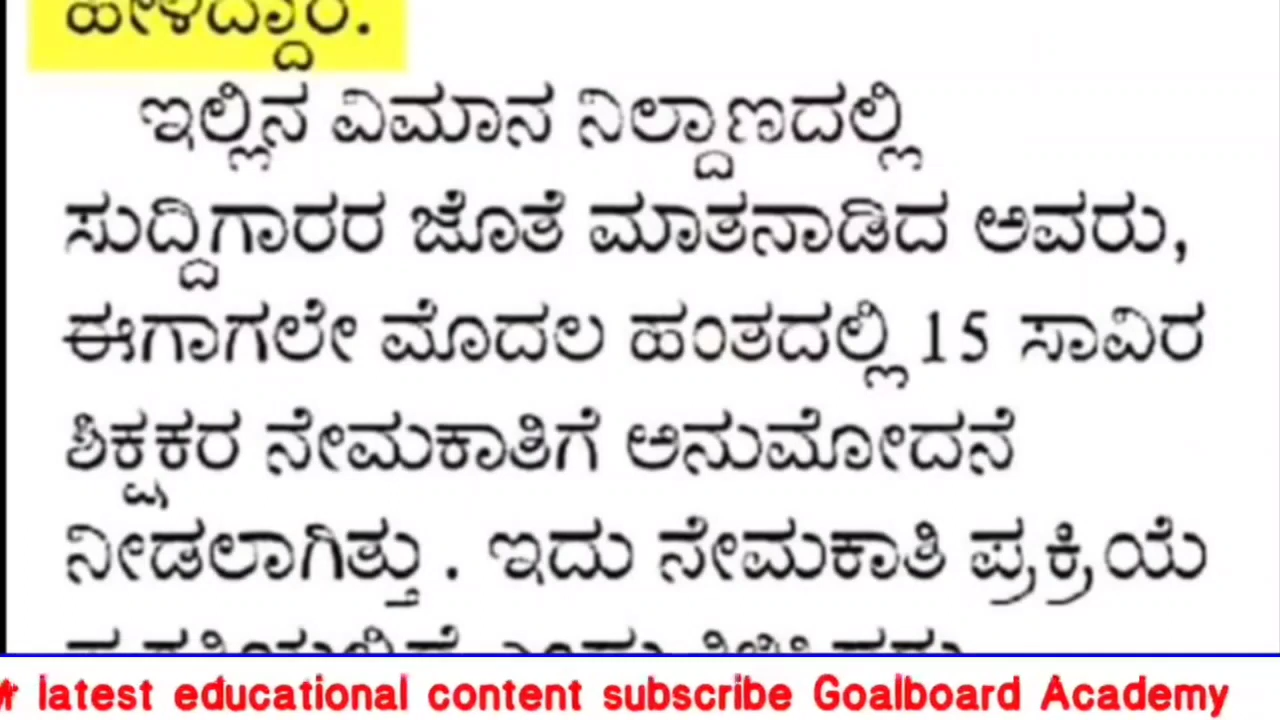 ಹೇಳಿದ್ದಾರೆ.
ಇಲ್ಲಿನ ವಿಮಾನ ನಿಲ್ದಾಣದಲ್ಲಿ
ಸುದ್ದಿಗಾರರ ಜೊತೆ ಮಾತನಾಡಿದ ಅವರು,
ಈಗಾಗಲೇ ಮೊದಲ ಹಂತದಲ್ಲಿ 15 ಸಾವಿರ
ಶಿಕ್ಷಕರ ನೇಮಕಾತಿಗೆ ಅನುಮೋದನೆ
ನೀಡಲಾಗಿತ್ತು. ಇದು ನೇಮಕಾತಿ ಪ್ರಕ್ರಿಯೆ
latest educational content subscribe Goalboard Academy